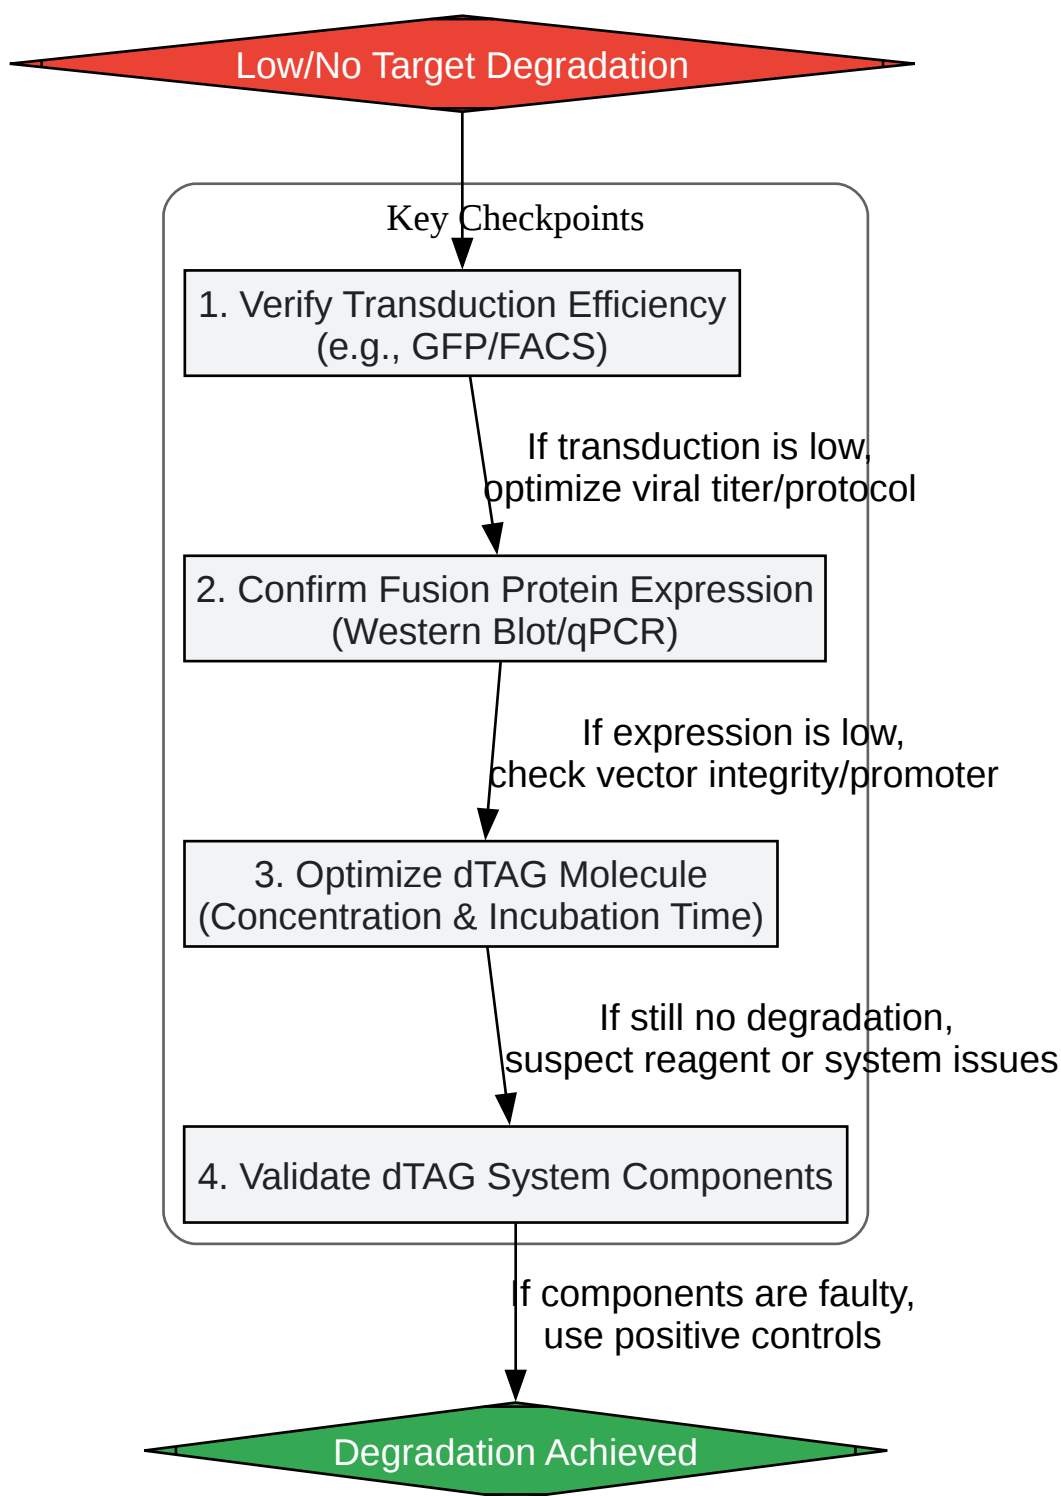 Low/No Target Degradation
Key Checkpoints
1. Verify Transduction Efficiency
(e.g., GFP/FACS)
If transduction is low,
optimize viral titer/protocol
2. Confirm Fusion Protein Expression
(Western Blot/qPCR)
If expression is low,
check vector integrity/promoter
3. Optimize dTAG Molecule
(Concentration & Incubation Time)
If still no degradation,
suspect reagent or system issues
4. Validate dTAG System Components
If components are faulty,
use positive controls
Degradation Achieved